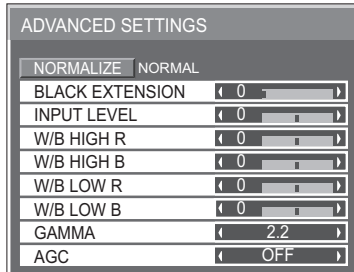 ADVANCED SETTINGS
NORMALIZE NORMAL
BLACK EXTENSION 0
INPUT LEVEL 0
W/B HIGH R 0
W/B HIGH B 0
W/B LOW R 0
W/B LOW B 0
GAMMA 2.2
AGC OFF